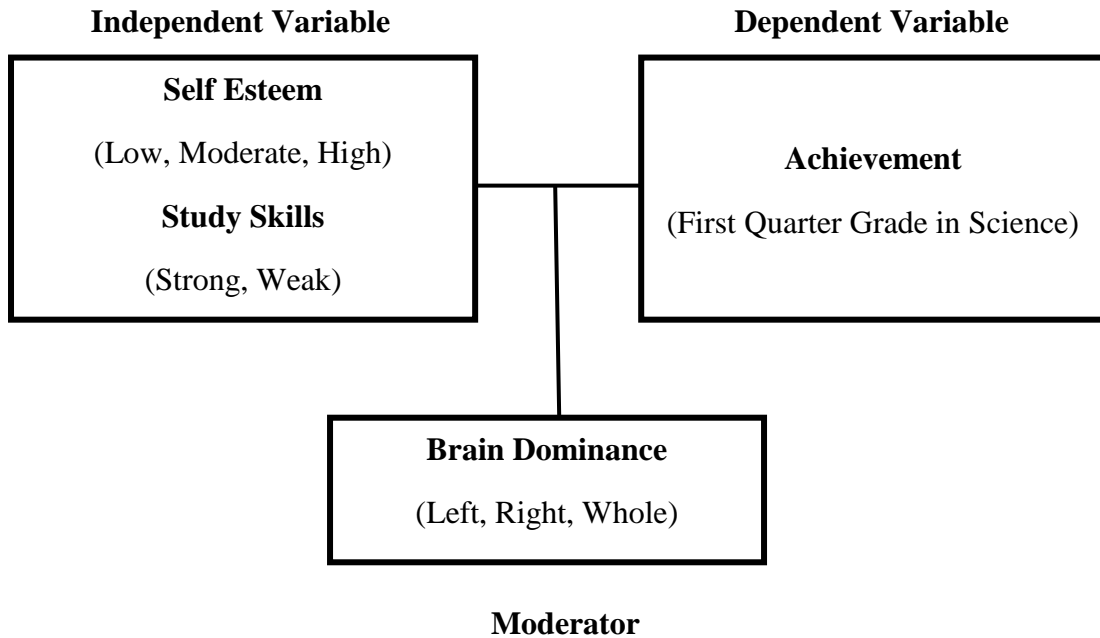 Independent Variable
Dependent Variable
Self Esteem
(Low, Moderate, High)
Study Skills
(Strong, Weak)
Achievement
(First Quarter Grade in Science)
Brain Dominance
(Left, Right, Whole)
Moderator